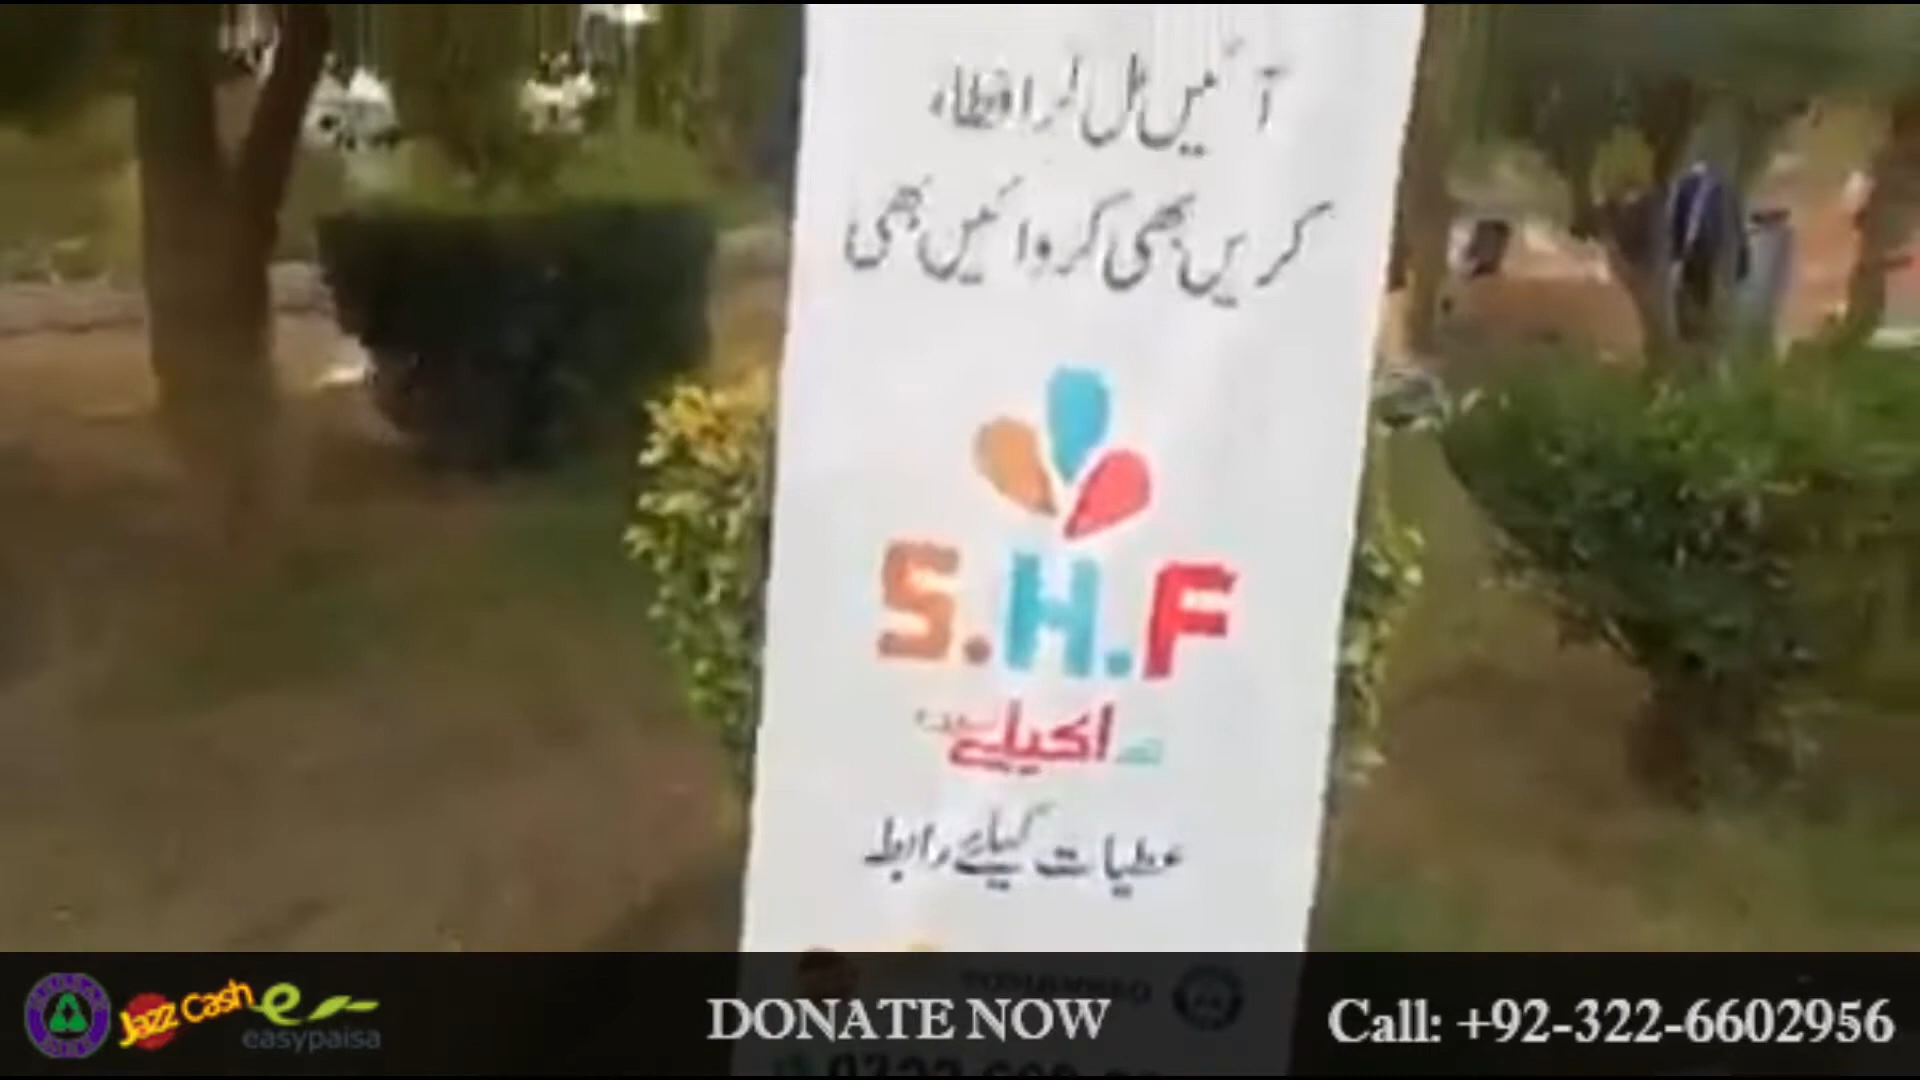 آئیں مل کر افطار
کریں بھی کروائیں بھی
S.H.F
اکیلے
عطیات کیلئے رابطہ
Jazz Cash
easypaisa
DONATE NOW
Call: +92-322-6602956